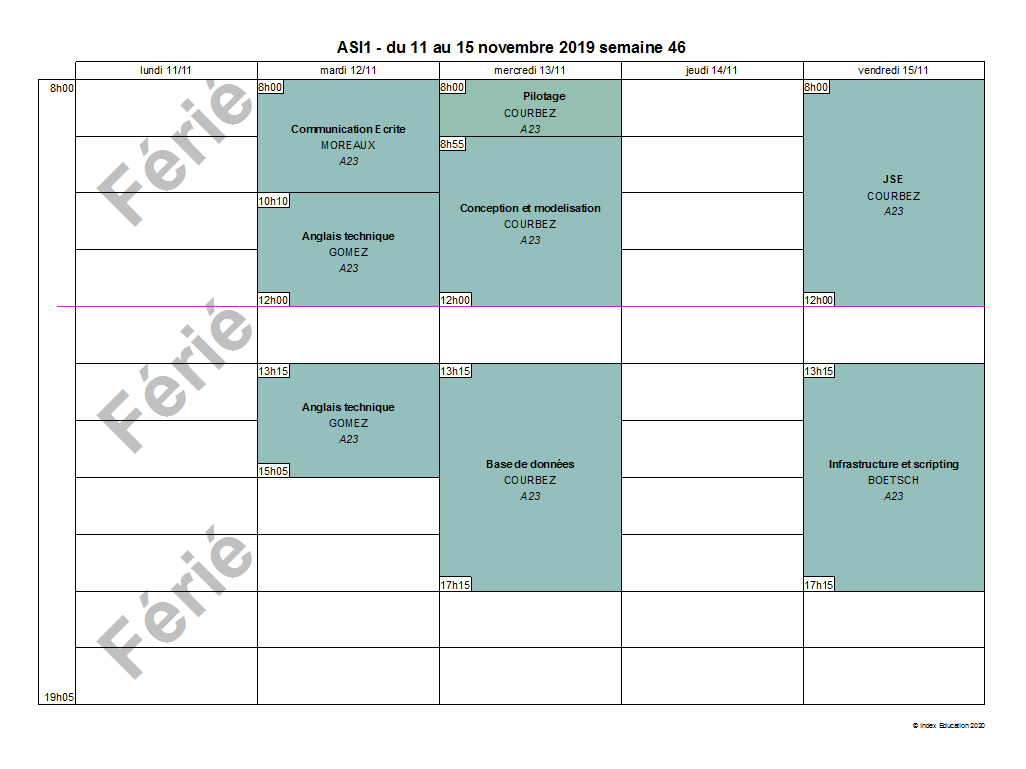 ASI1 - du 11 au 15 novembre 2019 semaine 46
lundi 11/11
mardi 12/11
mercredi 13/11
jeudi 14/11
vendredi 15/11
8h00
Férié
Férié
Férié
8h00
Communication Ecrite
MOREAUX
A23
10h10
Anglais technique
GOMEZ
A23
12h00
13h15
Anglais technique
GOMEZ
A23
15h05
8h00
Pilotage
COURBEZ
A23
8h55
Conception et modelisation
COURBEZ
A23
12h00
13h15
Base de données
COURBEZ
A23
17h15
8h00
JSE
COURBEZ
A23
12h00
13h15
Infrastructure et scripting
BOETSCH
A23
17h15
19h05
© Index Education 2020